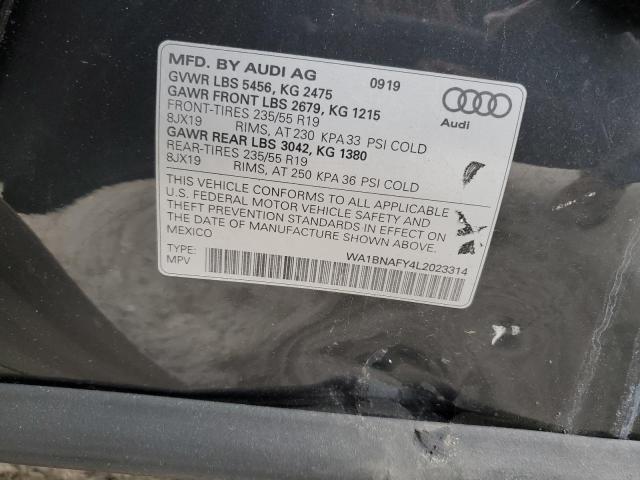 MFD. BY AUDI AG 0919
GVWR LBS 5456, KG 2475
GAWR FRONT LBS 2679, KG 1215
FRONT-TIRES 235/55 R19
8JX19 RIMS, AT 230 KPA 33 PSI COLD
GAWR REAR LBS 3042, KG 1380
REAR-TIRES 235/55 R19
8JX19 RIMS, AT 250 KPA 36 PSI COLD
Audi
THIS VEHICLE CONFORMS TO ALL APPLICABLE
U.S. FEDERAL MOTOR VEHICLE SAFETY AND
THEFT PREVENTION STANDARDS IN EFFECT ON
THE DATE OF MANUFACTURE SHOWN ABOVE.
MEXICO
TYPE: WA1BNAFY4L2023314
MPV